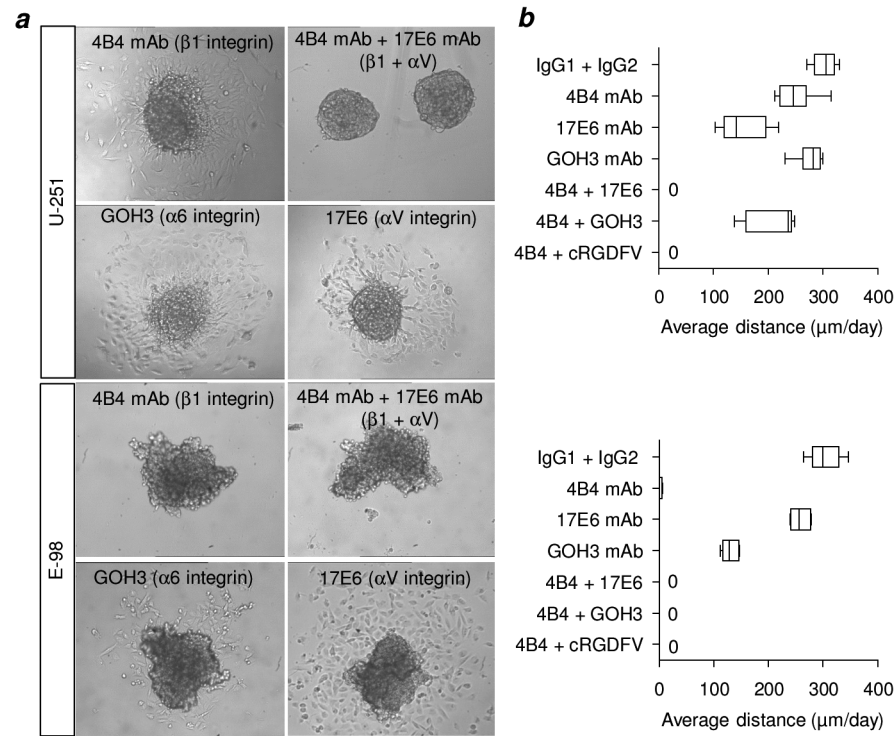 a
U-251
4B4 mAb (β1 integrin)
4B4 mAb + 17E6 mAb
(β1 + αV)
GOH3 (α6 integrin)
17E6 (αV integrin)
E-98
4B4 mAb (β1 integrin)
4B4 mAb + 17E6 mAb
(β1 + αV)
GOH3 (α6 integrin)
17E6 (αV integrin)
b
IgG1 + IgG2
4B4 mAb
17E6 mAb
GOH3 mAb
4B4 + 17E6 0
4B4 + GOH3
4B4 + cRGDFV 0
0 100 200 300 400
Average distance (μm/day)
IgG1 + IgG2
4B4 mAb
17E6 mAb
GOH3 mAb
4B4 + 17E6 0
4B4 + GOH3 0
4B4 + cRGDFV 0
0 100 200 300 400
Average distance (μm/day)